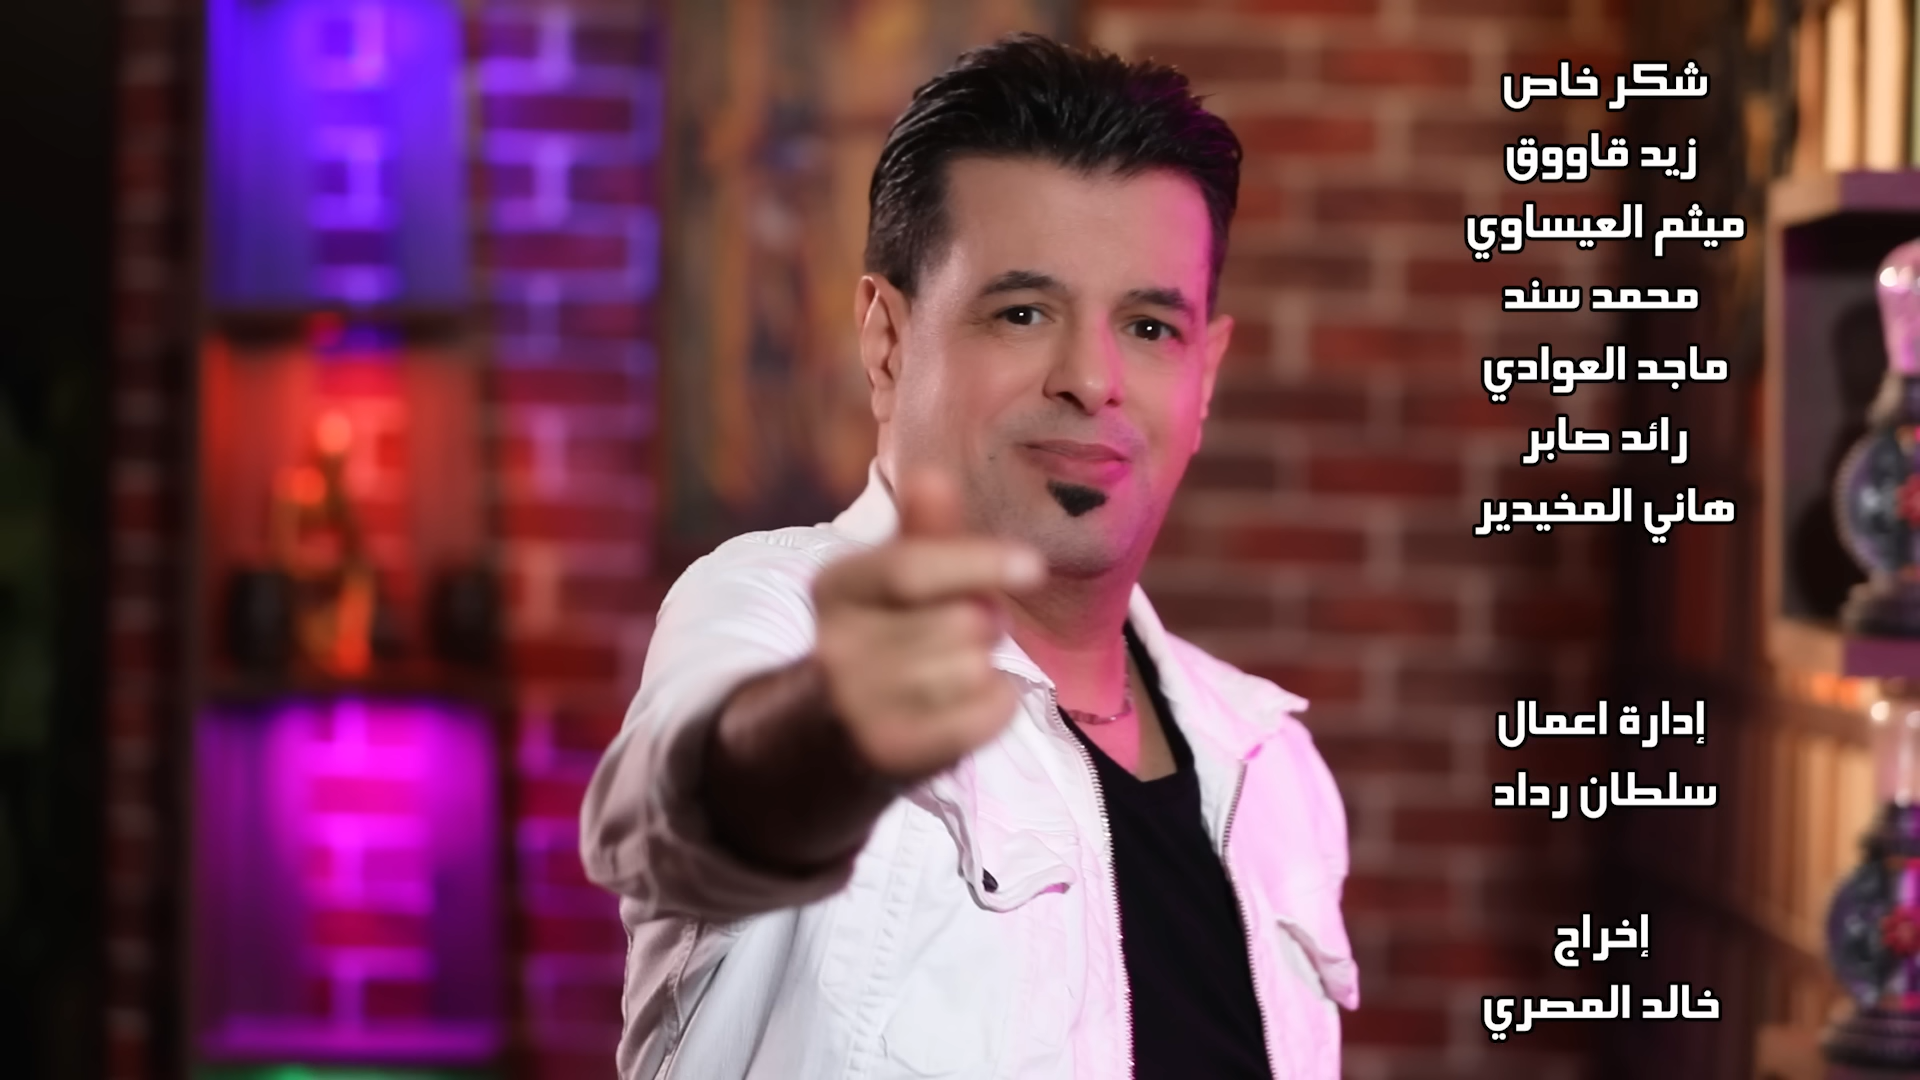 شكر خاص
زيد قاووق
ميثم العيساوي
محمد سند
ماجد العوادي
رائد صابر
هاني المخيدير
إدارة اعمال
سلطان رداد
إخراج
خالد المصري